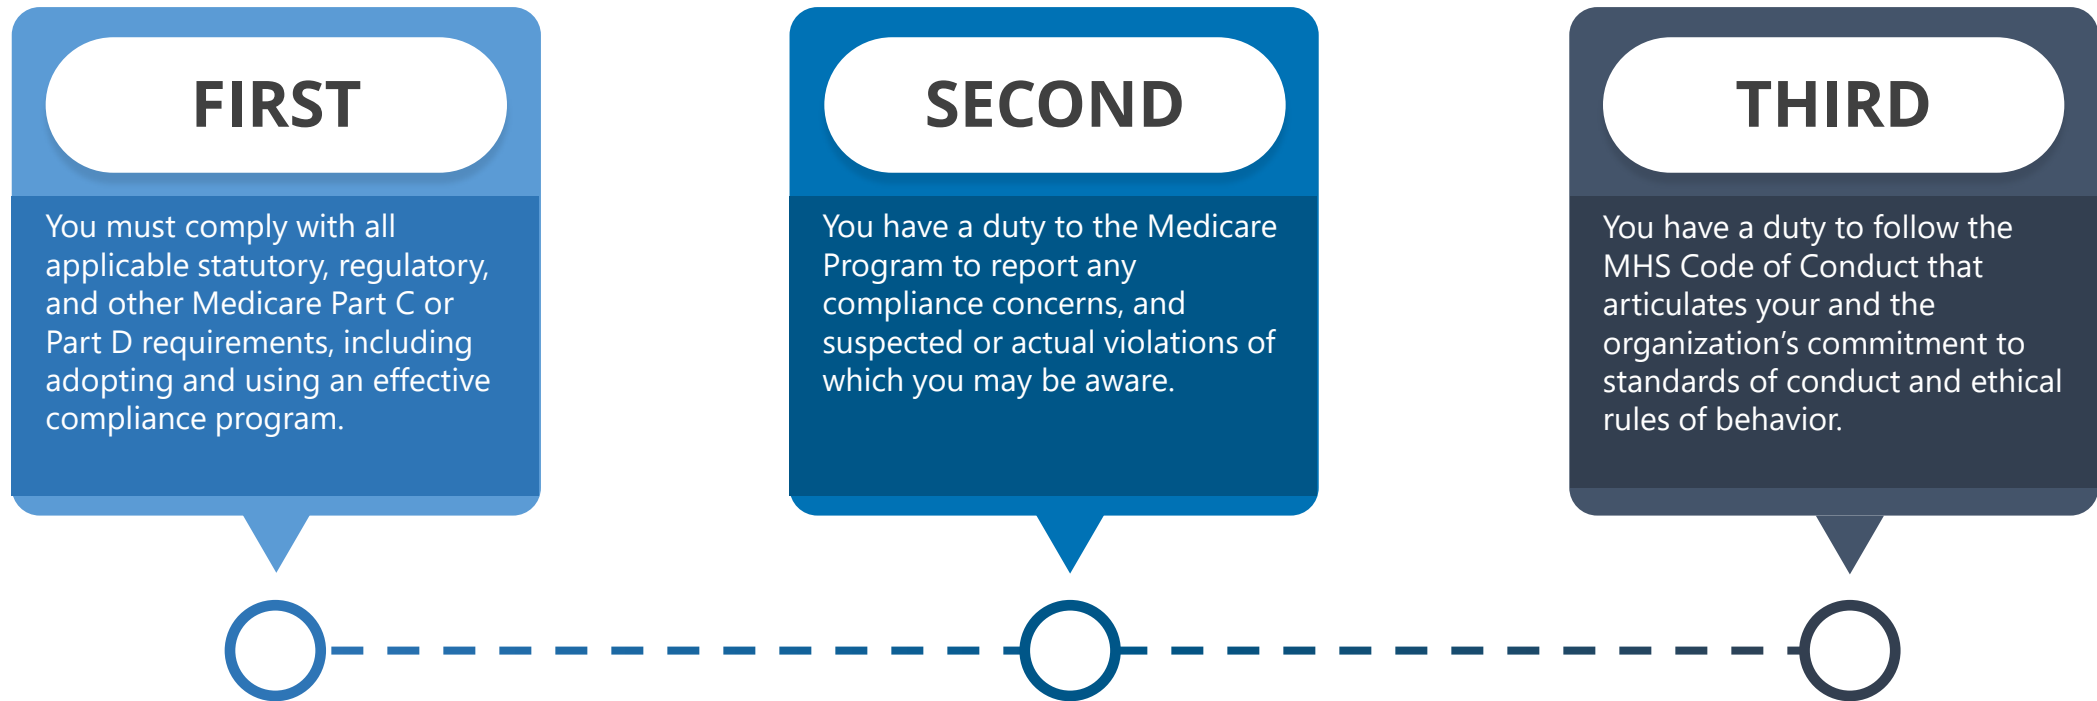 FIRST
You must comply with all
applicable statutory, regulatory,
and other Medicare Part C or
Part D requirements, including
adopting and using an effective
compliance program.
SECOND
You have a duty to the Medicare
Program to report any
compliance concerns, and
suspected or actual violations of
which you may be aware.
THIRD
You have a duty to follow the
MHS Code of Conduct that
articulates your and the
organization’s commitment to
standards of conduct and ethical
rules of behavior.